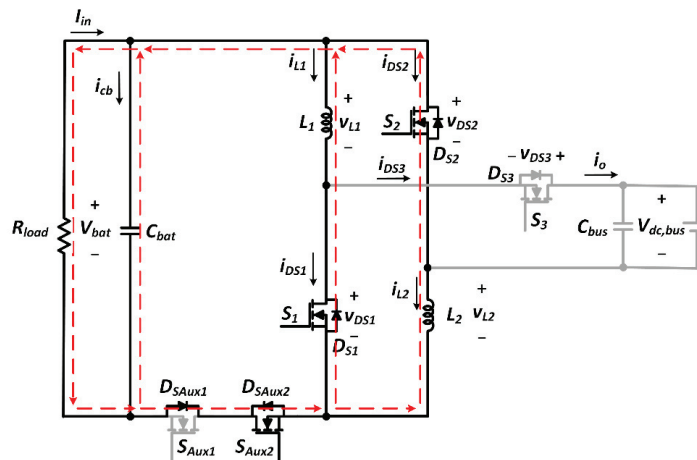 I_in
i_cb
i_L1
i_DS2
L_1
+
v_L1
−
S_2
+
v_DS2
−
D_S2
i_DS3
− v_DS3 +
D_S3
i_o
S_3
R_load
+
V_bat
−
C_bat
C_bus
+
V_dc,bus
−
i_DS1
S_1
+
v_DS1
−
D_S1
i_L2
L_2
+
v_L2
−
D_SAux1
D_SAux2
S_Aux1
S_Aux2